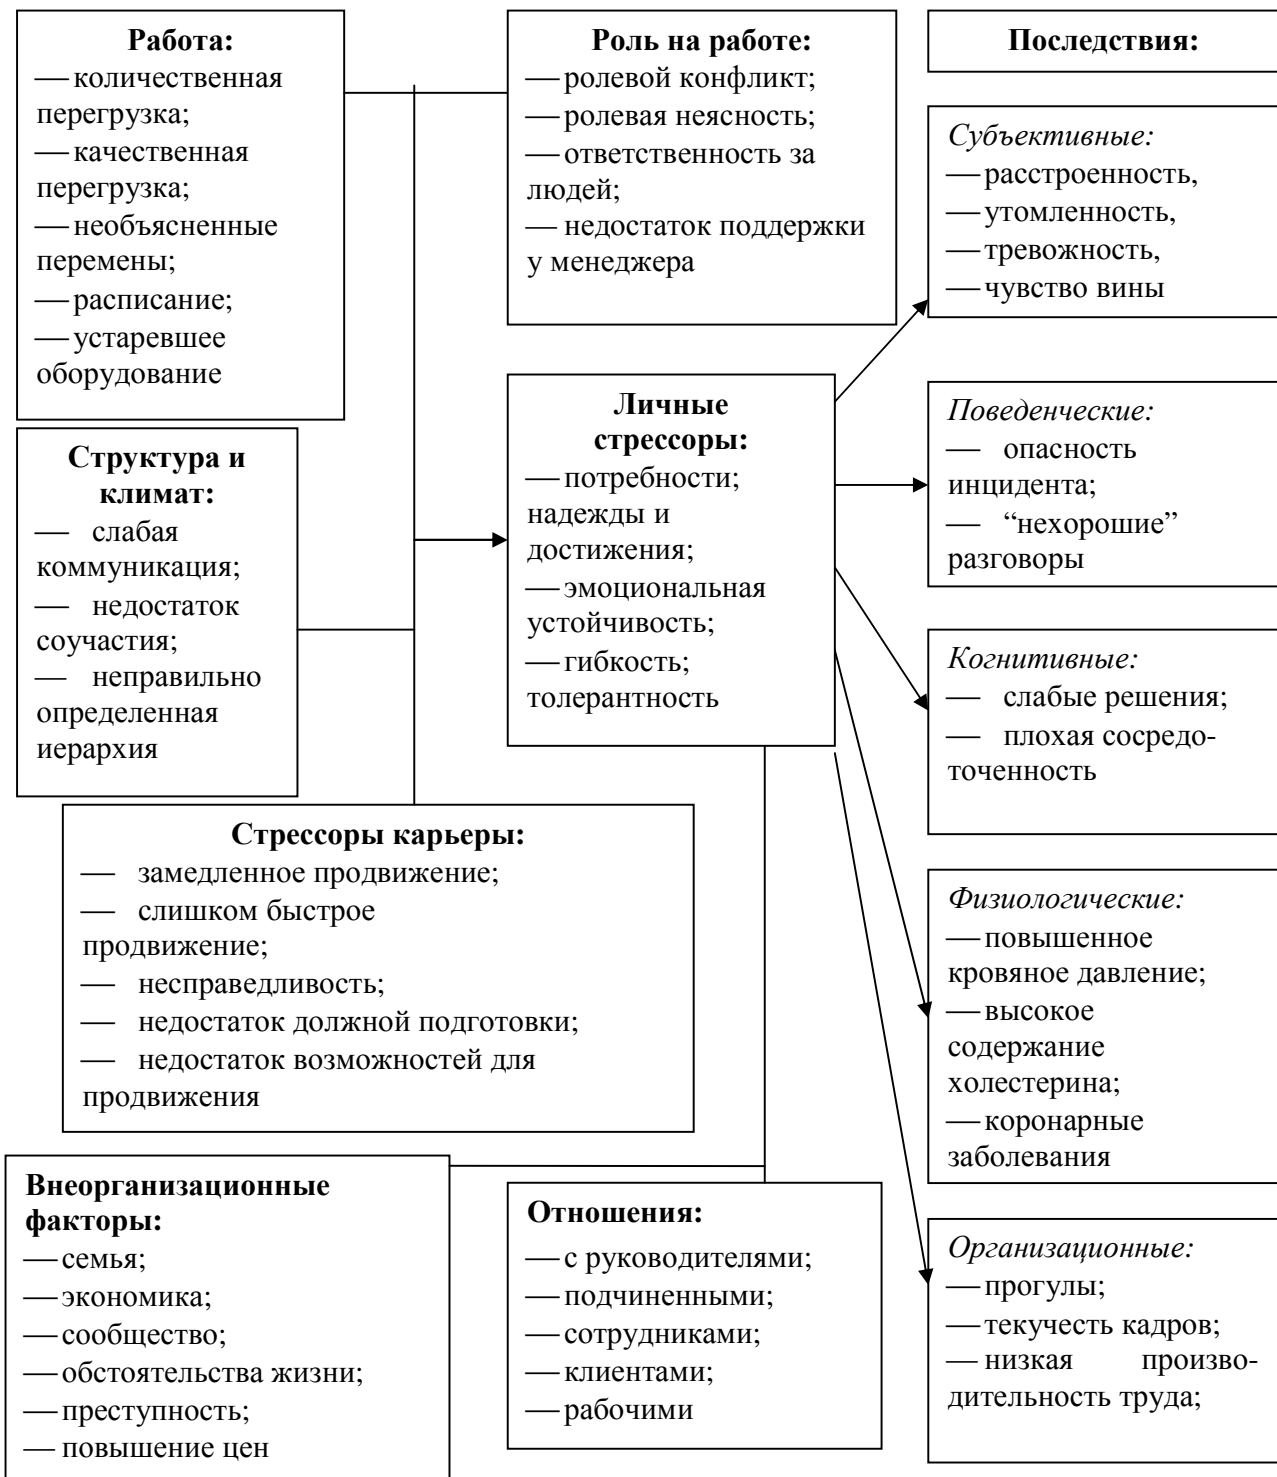 Работа:
— количественная
перегрузка;
— качественная
перегрузка;
— необъясненные
перемены;
— расписание;
— устаревшее
оборудование
Роль на работе:
— ролевой конфликт;
— ролевая неясность;
— ответственность за
людей;
— недостаток поддержки
у менеджера
Последствия:
Субъективные:
— расстроенность,
— утомленность,
— тревожность,
— чувство вины
Структура и
климат:
— слабая
коммуникация;
— недостаток
соучастия;
— неправильно
определенная
иерархия
Личные
стрессоры:
— потребности;
надежды и
достижения;
— эмоциональная
устойчивость;
— гибкость;
толерантность
Поведенческие:
— опасность
инцидента;
— “нехорошие”
разговоры
Когнитивные:
— слабые решения;
— плохая сосредо-
точенность
Стрессоры карьеры:
— замедленное продвижение;
— слишком быстрое
продвижение;
— несправедливость;
— недостаток должной подготовки;
— недостаток возможностей для
продвижения
Физиологические:
— повышенное
кровяное давление;
— высокое
содержание
холестерина;
— коронарные
заболевания
Внеорганизационные
факторы:
— семья;
— экономика;
— сообщество;
— обстоятельства жизни;
— преступность;
— повышение цен
Отношения:
— с руководителями;
— подчиненными;
— сотрудниками;
— клиентами;
— рабочими
Организационные:
— прогулы;
— текучесть кадров;
— низкая произво-
дительность труда;